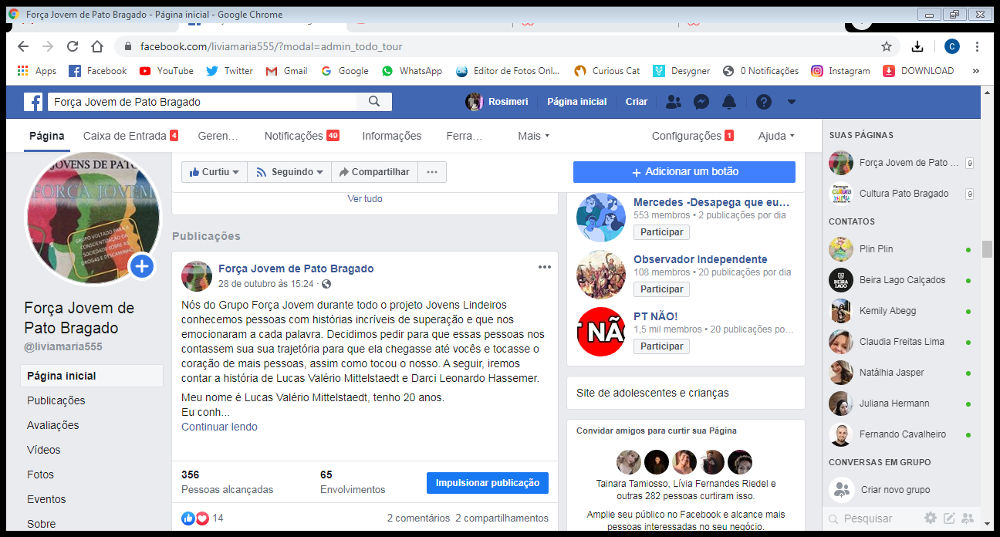 Força Jovem de Pato Bragado - Página inicial - Google Chrome
facebook.com/liviamaria555/?modal=admin_todo_tour
C
Apps Facebook YouTube Twitter Gmail Google WhatsApp Editor de Fotos Onl... Curious Cat Desygner 0 Notificações Instagram DOWNLOAD »
Força Jovem de Pato Bragado
Rosimeri Página inicial Criar
Página Caixa de Entrada 4 Geren… Notificações 49 Informações Ferra… Mais Configurações 1 Ajuda
JOVENS DE PATO
FORÇA JOVEM
GRUPO VOLTADO PARA A
CONSCIENTIZAÇÃO DA
SOCIEDADE SOBRE AS
DROGAS E DESCAMINHO
Força Jovem de
Pato Bragado
@liviamaria555
Página inicial
Publicações
Avaliações
Vídeos
Fotos
Eventos
Sobre
Curtiu Seguindo Compartilhar ...
+ Adicionar um botão
Ver tudo
Publicações
Força Jovem de Pato Bragado
28 de outubro às 15:24 ·
Nós do Grupo Força Jovem durante todo o projeto Jovens Lindeiros
conhecemos pessoas com histórias incríveis de superação e que nos
emocionaram a cada palavra. Decidimos pedir para que essas pessoas nos
contassem sua sua trajetória para que ela chegasse até vocês e tocasse o
coração de mais pessoas, assim como tocou o nosso. A seguir, iremos
contar a história de Lucas Valério Mittelstaedt e Darci Leonardo Hassemer.
Meu nome é Lucas Valério Mittelstaedt, tenho 20 anos.
Eu conh...
Continuar lendo
356
Pessoas alcançadas
65
Envolvimentos
Impulsionar publicação
14
2 comentários 2 compartilhamentos
Mercedes -Desapega que eu…
553 membros • 2 publicações por dia
Participar
Observador Independente
108 membros • 20 publicações por dia
Participar
NÃ
PT NÃO!
1,5 mil membros • 20 publicações po…
Participar
Site de adolescentes e crianças
Convidar amigos para curtir sua Página
Tainara Tamiosso, Lívia Fernandes Riedel e
outras 282 pessoas curtiram isso.
Amplie seu público no Facebook e alcance mais
pessoas interessadas no seu negócio.
SUAS PÁGINAS
Força Jovem de Pato ... 9
Cultura Pato Bragado 9
CONTATOS
Plin Plin
Beira Lago Calçados
Kemily Abegg
Claudia Freitas Lima
Natálhia Jasper
Juliana Hermann
Fernando Cavalheiro
CONVERSAS EM GRUPO
Criar novo grupo
Pesquisar